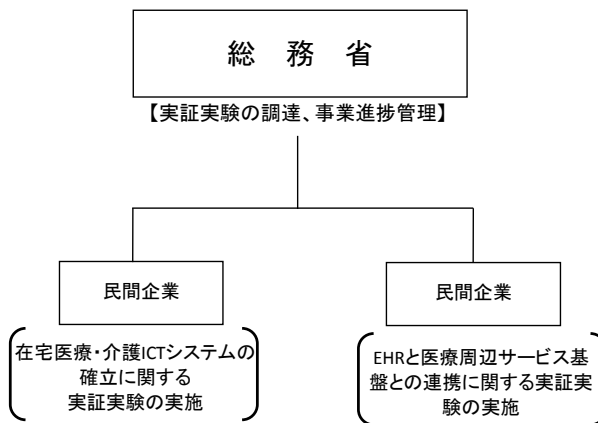 総　務　省
【実証実験の調達、事業進捗管理】
民間企業
在宅医療・介護ICTシステムの
確立に関する
実証実験の実施
民間企業
EHRと医療周辺サービス基
盤との連携に関する実証実
験の実施